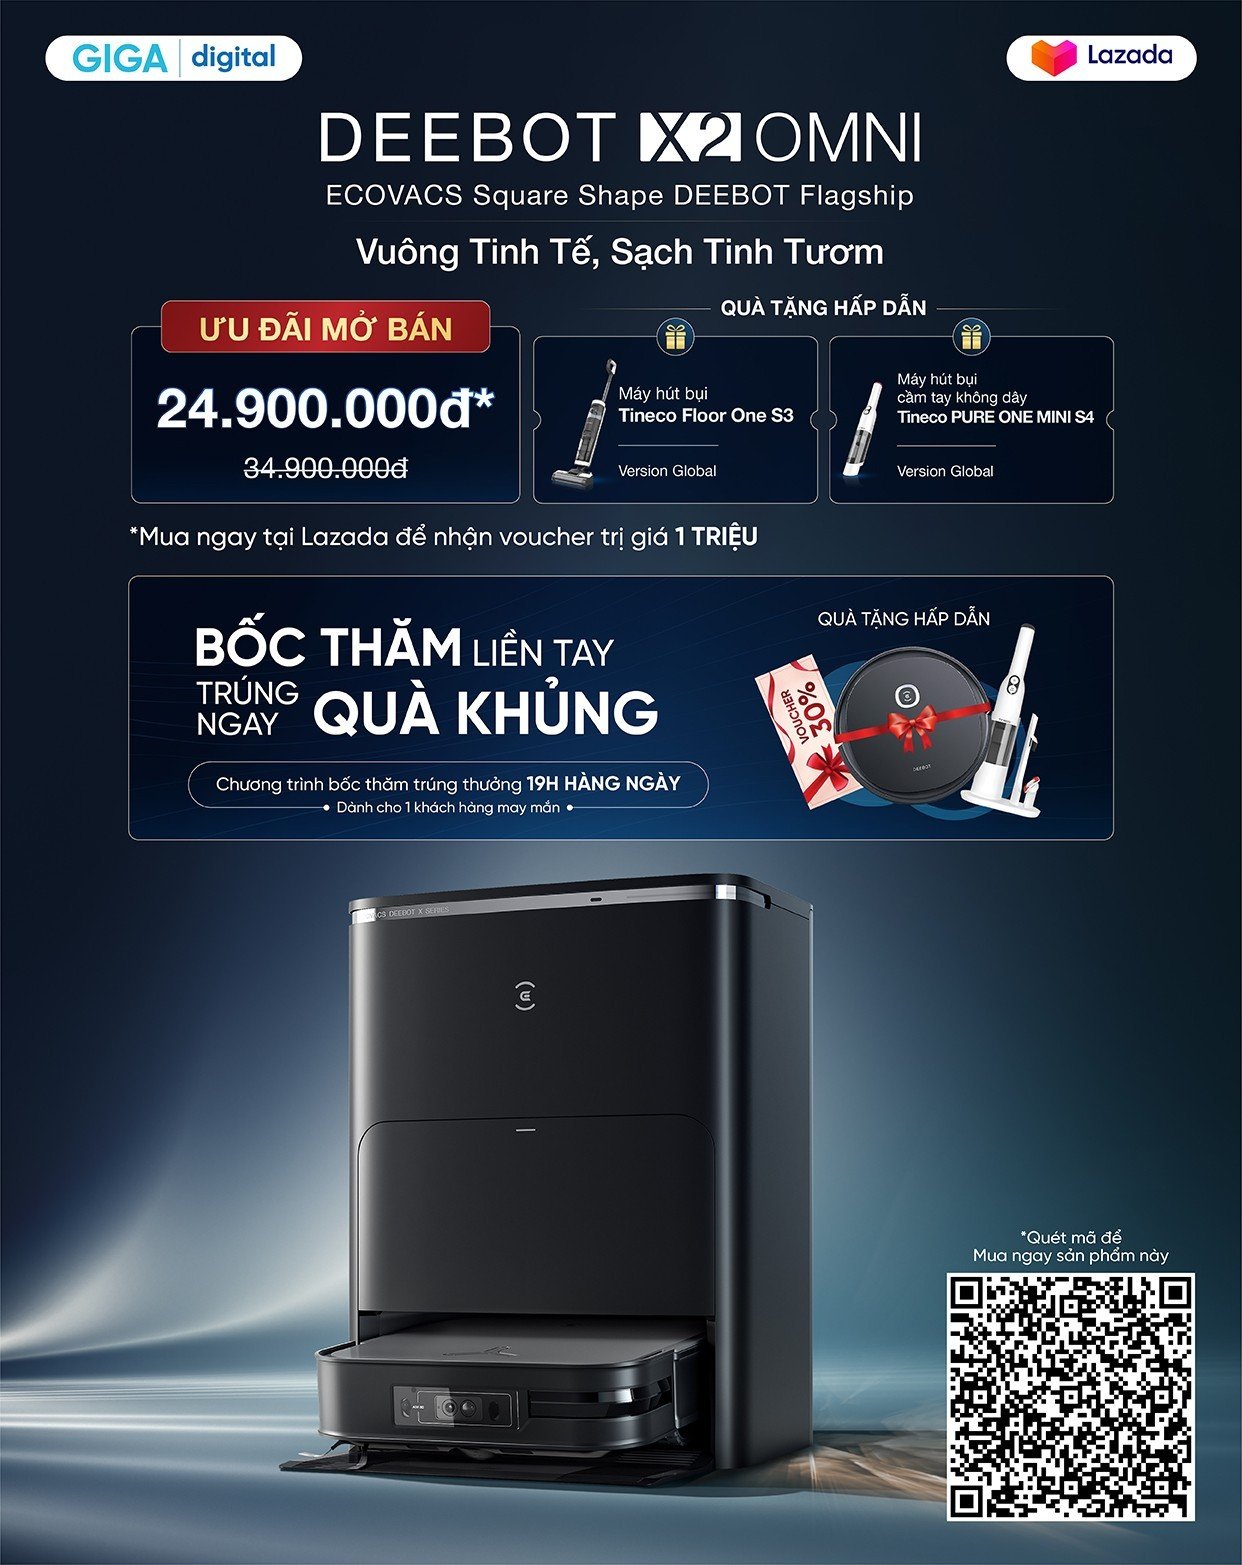 GIGA digital
Lazada
DEEBOT X2 OMNI
ECOVACS Square Shape DEEBOT Flagship
Vuông Tinh Tế, Sạch Tinh Tươm
ƯU ĐÃI MỞ BÁN
24.900.000đ*
34.900.000đ
QUÀ TẶNG HẤP DẪN
Máy hút bụi
Tineco Floor One S3
Version Global
Máy hút bụi
cầm tay không dây
Tineco PURE ONE MINI S4
Version Global
*Mua ngay tại Lazada để nhận voucher trị giá 1 TRIỆU
BỐC THĂM LIỀN TAY
TRÚNG NGAY QUÀ KHỦNG
Chương trình bốc thăm trúng thưởng 19H HÀNG NGÀY
• Dành cho 1 khách hàng may mắn •
QUÀ TẶNG HẤP DẪN
VOUCHER
30%
DEEBOT
DEEBOT X SERIES
*Quét mã để
Mua ngay sản phẩm này